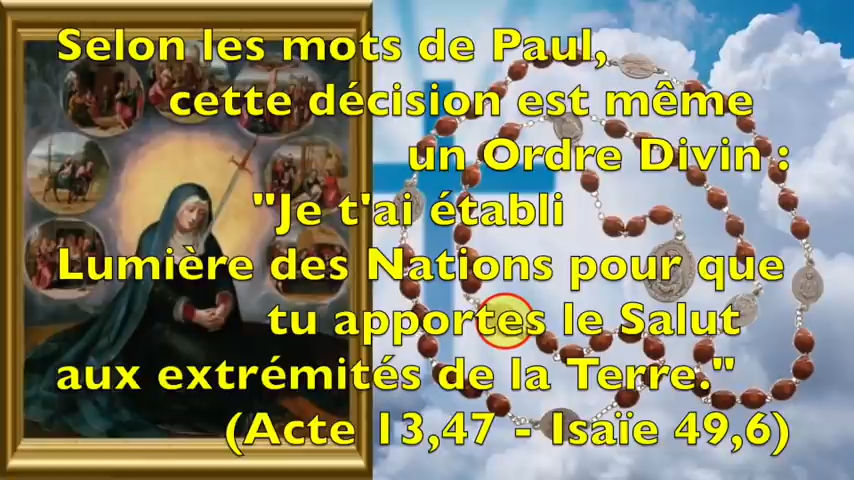 Selon les mots de Paul,
cette décision est même
un Ordre Divin :
"Je t'ai établi
Lumière des Nations pour que
tu apportes le Salut
aux extrémités de la Terre."
(Acte 13,47 - Isaïe 49,6)